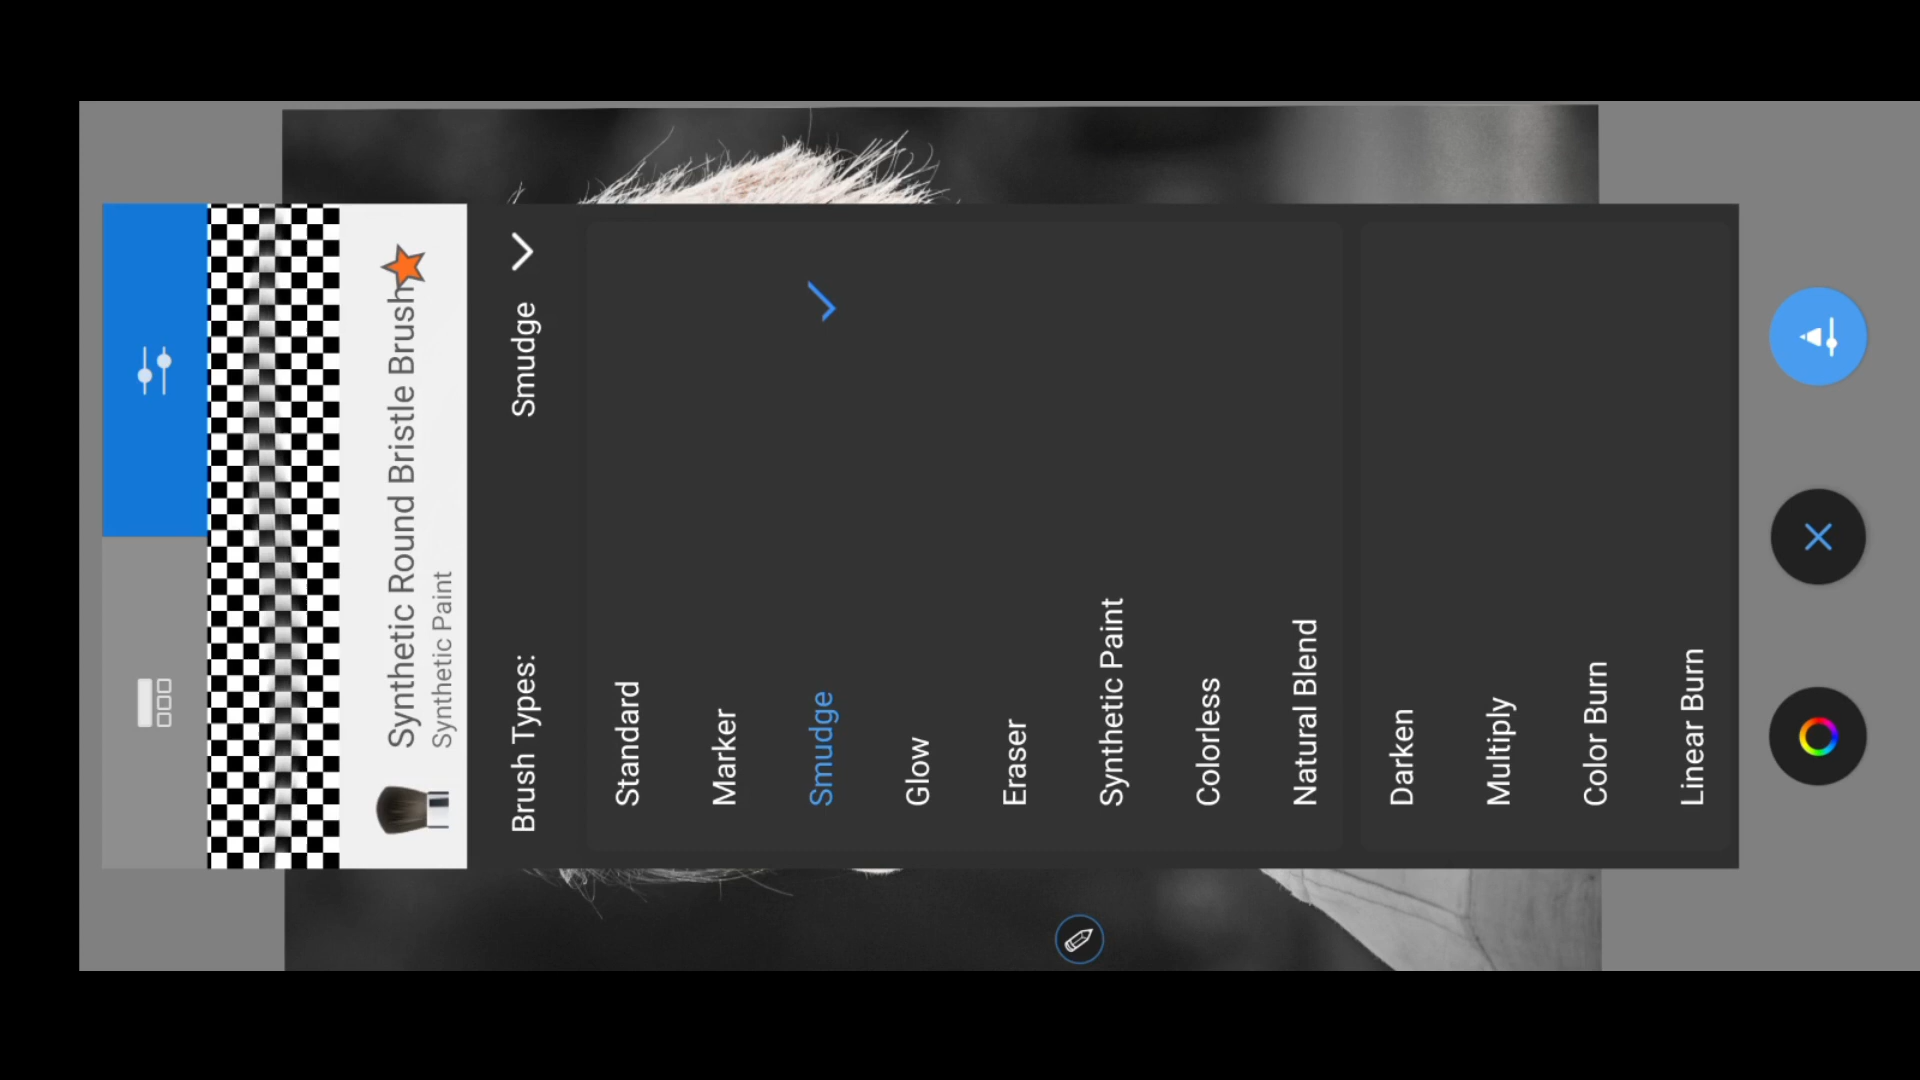 Synthetic Round Bristle Brush
Synthetic Paint
Brush Types: Smudge
Standard
Marker
Smudge
Glow
Eraser
Synthetic Paint
Colorless
Natural Blend
Darken
Multiply
Color Burn
Linear Burn